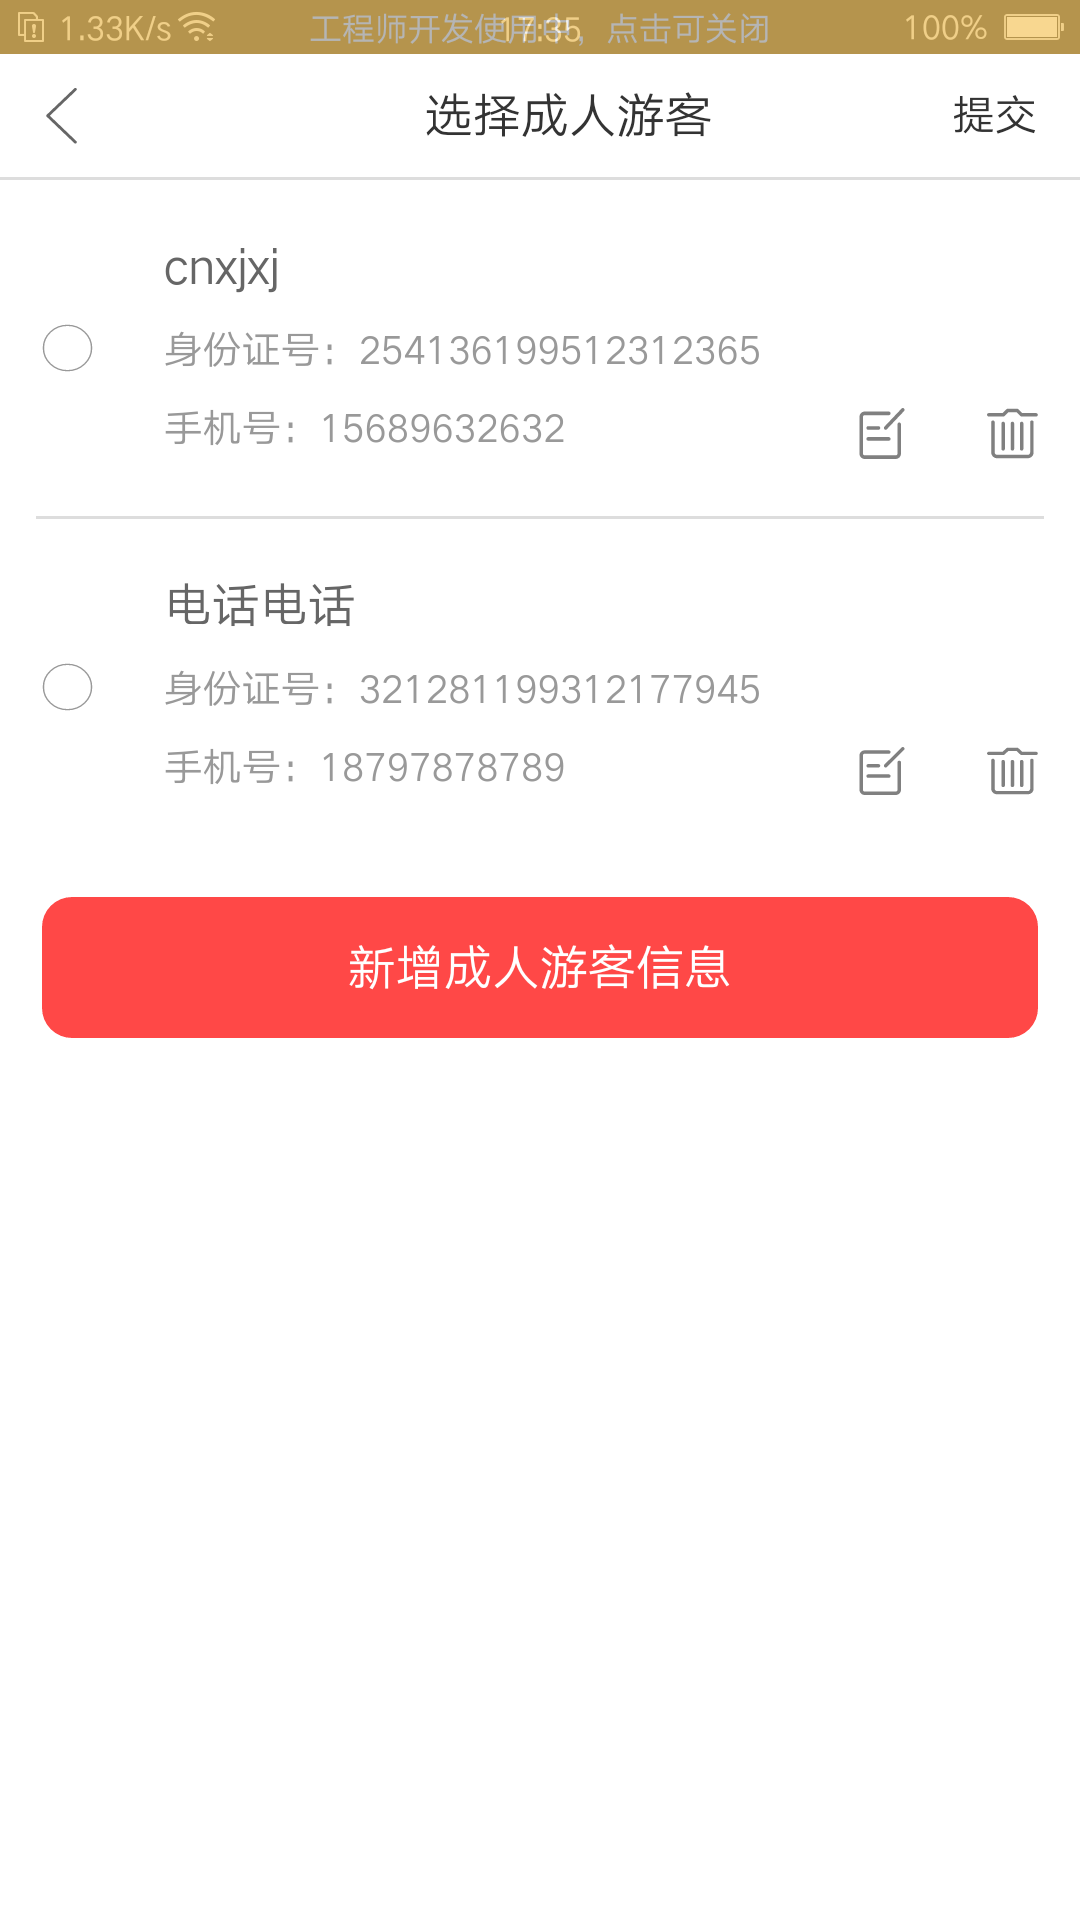 1.33K/s 工程师开发使用中，点击可关闭 17:35 100%
选择成人游客 提交
cnxjxj
身份证号：254136199512312365
手机号：15689632632
电话电话
身份证号：321281199312177945
手机号：18797878789
新增成人游客信息